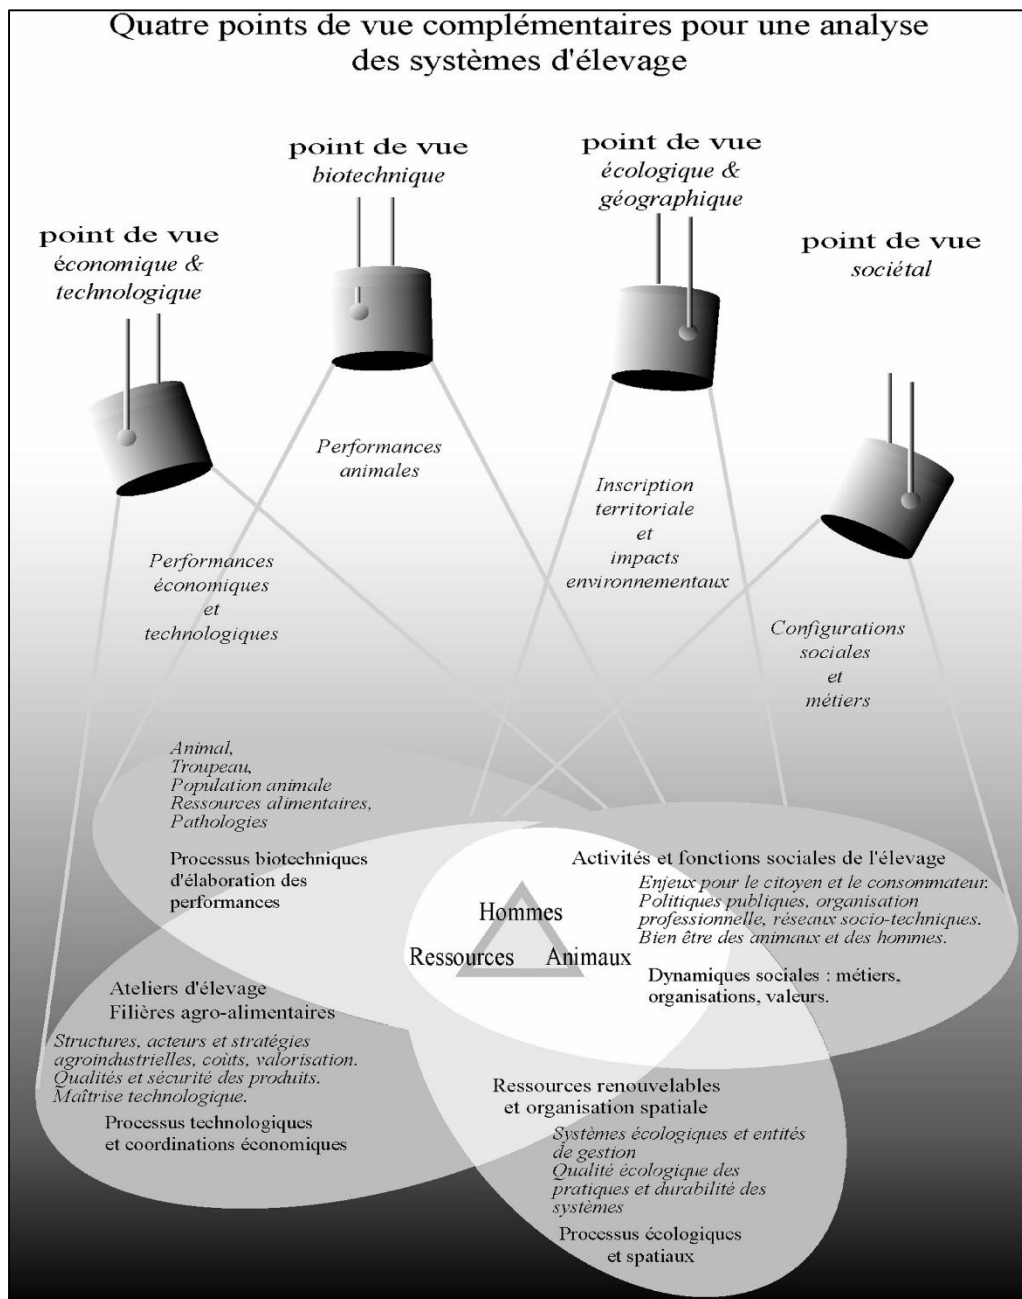 Quatre points de vue complémentaires pour une analyse
des systèmes d'élevage
point de vue
biotechnique
point de vue
écologique &
géographique
point de vue
économique &
technologique
point de vue
sociétal
Performances
animales
Inscription
territoriale
et
impacts
environnementaux
Performances
économiques
et
technologiques
Configurations
sociales
et
métiers
Animal,
Troupeau,
Population animale
Ressources alimentaires,
Pathologies
Processus biotechniques
d'élaboration des
performances
Activités et fonctions sociales de l'élevage
Enjeux pour le citoyen et le consommateur.
Politiques publiques, organisation
professionnelle, réseaux socio-techniques.
Bien être des animaux et des hommes.
Dynamiques sociales : métiers,
organisations, valeurs.
Hommes
Ressources
Animaux
Ateliers d'élevage
Filières agro-alimentaires
Structures, acteurs et stratégies
agroindustrielles, coùts, valorisation.
Qualités et sécurité des produits.
Maîtrise technologique.
Processus technologiques
et coordinations économiques
Ressources renouvelables
et organisation spatiale
Systèmes écologiques et entités
de gestion
Qualité écologique des
pratiques et durabilité des
systèmes
Processus écologiques
et spatiaux